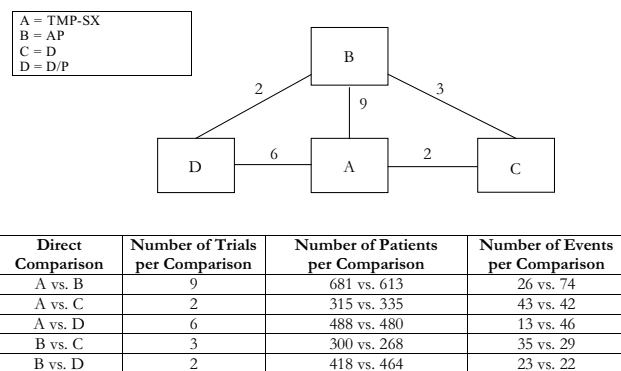 A = TMP-SX
B = AP
C = D
D = D/P
B
2
3
9
D
6
A
2
C
Direct Comparison
Number of Trials per Comparison
Number of Patients per Comparison
Number of Events per Comparison
A vs. B 9 681 vs. 613 26 vs. 74
A vs. C 2 315 vs. 335 43 vs. 42
A vs. D 6 488 vs. 480 13 vs. 46
B vs. C 3 300 vs. 268 35 vs. 29
B vs. D 2 418 vs. 464 23 vs. 22